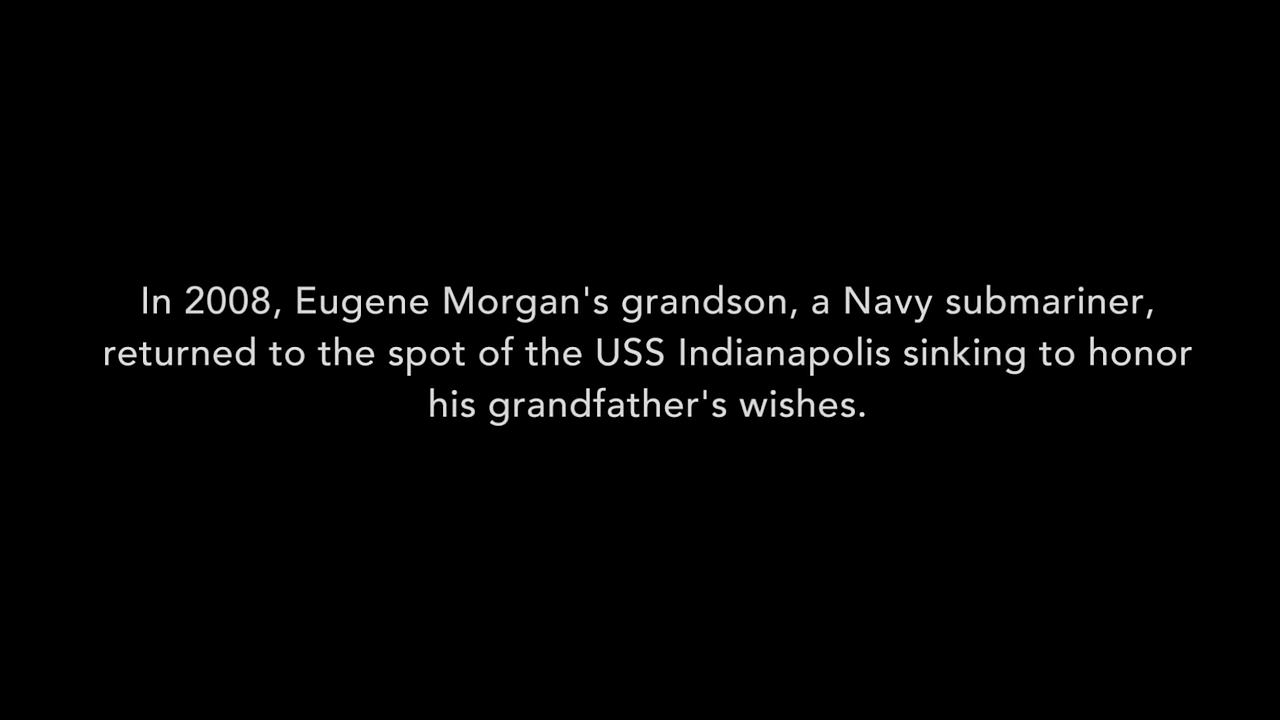 In 2008, Eugene Morgan's grandson, a Navy submariner,
returned to the spot of the USS Indianapolis sinking to honor
his grandfather's wishes.